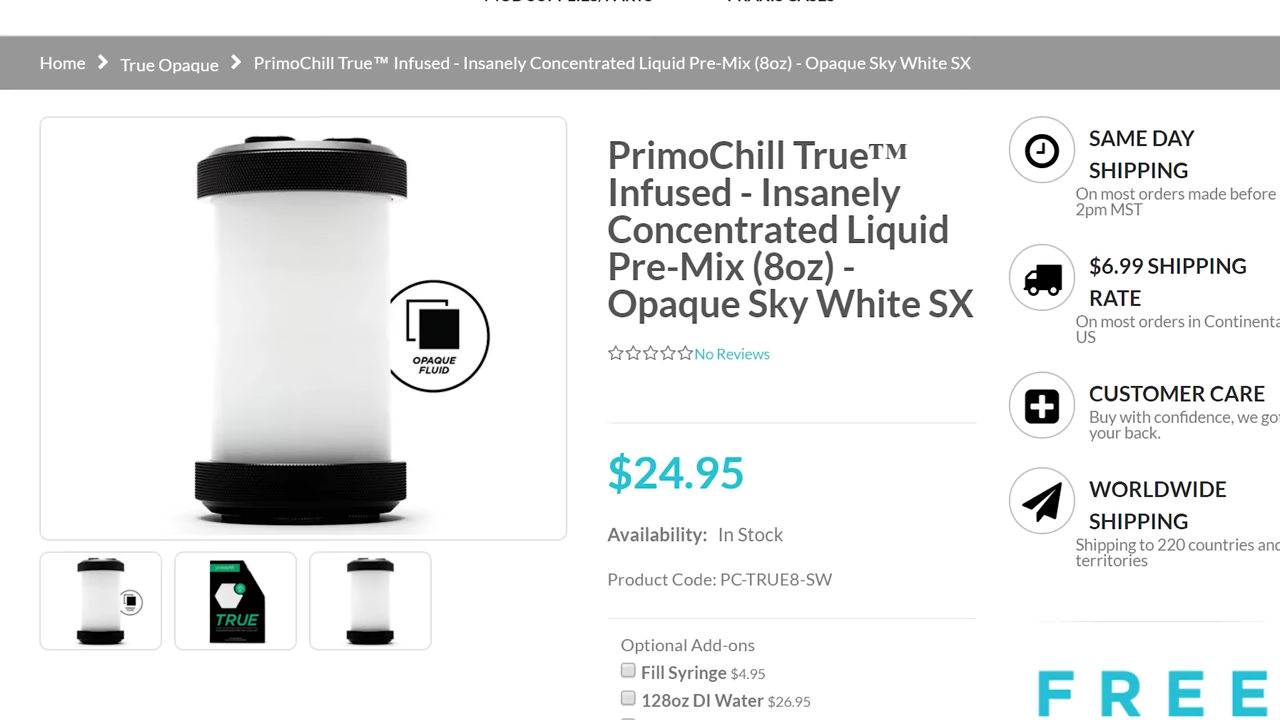 Home > True Opaque > PrimoChill True™ Infused - Insanely Concentrated Liquid Pre-Mix (8oz) - Opaque Sky White SX
OPAQUE
FLUID
TRUE
PrimoChill True™
Infused - Insanely
Concentrated Liquid
Pre-Mix (8oz) -
Opaque Sky White SX
No Reviews
$24.95
Availability: In Stock
Product Code: PC-TRUE8-SW
Optional Add-ons
Fill Syringe $4.95
128oz DI Water $26.95
SAME DAY
SHIPPING
On most orders made before
2pm MST
$6.99 SHIPPING
RATE
On most orders in Continenta
US
CUSTOMER CARE
Buy with confidence, we got
your back.
WORLDWIDE
SHIPPING
Shipping to 220 countries and
territories
FREE